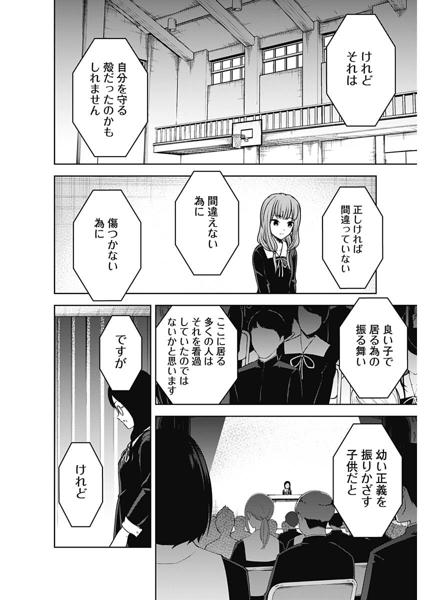 けれど
それは
自分を守る
殻だったのかも
しれません
正しければ
間違っていない
間違えない
為に
傷つかない
為に
良い子で
居る為の
振る舞い
ここに居る
多くの人は
それを看過
していたのでは
ないかと思います
幼い正義を
振りかざす
子供だと
ですが
けれど